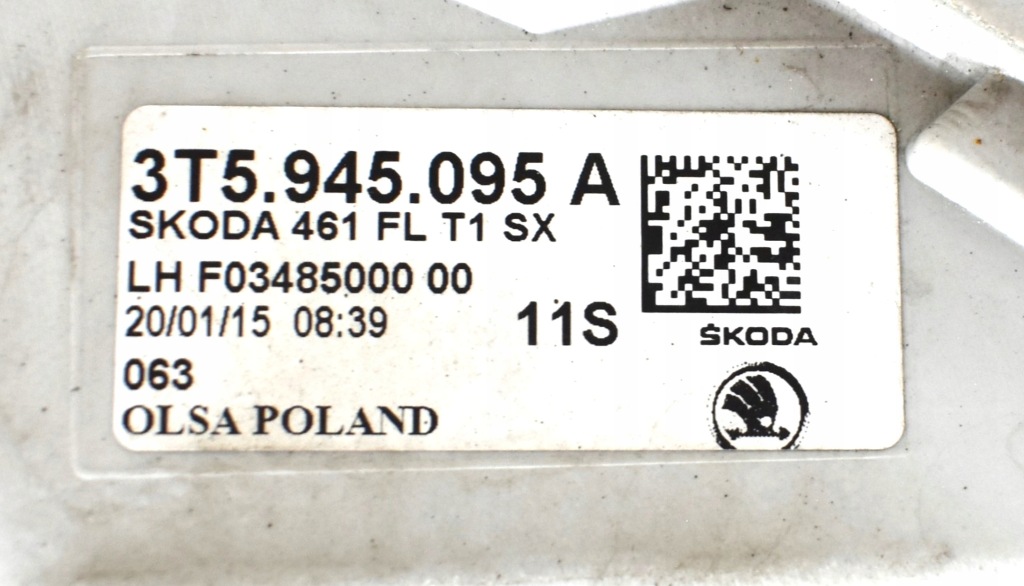 3T5.945.095 A
SKODA 461 FL T1 SX
LH F03485000 00
20/01/15 08:39
11S
063
OLSA POLAND
ŠKODA